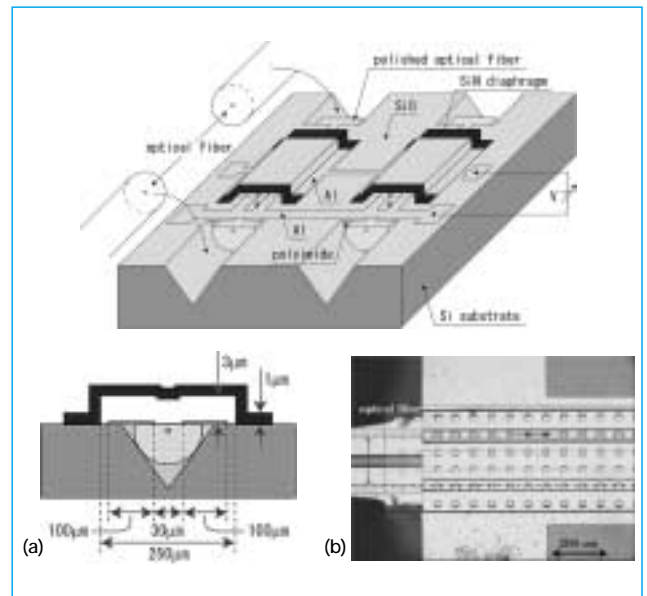 polished optical fiber
SiN diaphragm
optical fiber
Al
V
Al
polyimide
Si substrate
3μm
1μm
optical fiber
100μm
30μm
100μm
250μm
(a)
(b)